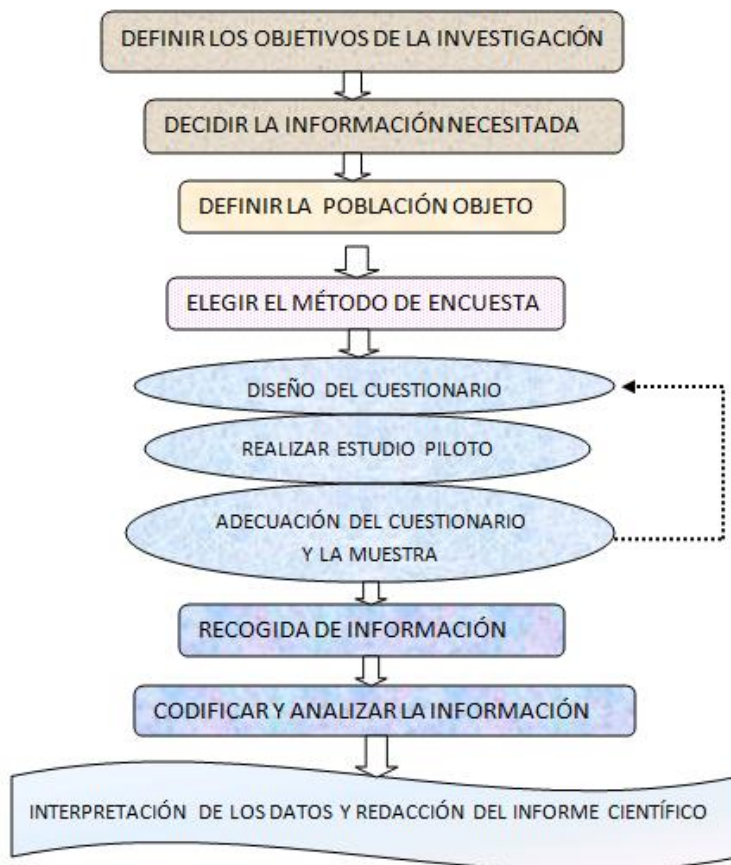 DEFINIR LOS OBJETIVOS DE LA INVESTIGACIÓN
DECIDIR LA INFORMACIÓN NECESITADA
DEFINIR LA POBLACIÓN OBJETO
ELEGIR EL MÉTODO DE ENCUESTA
DISEÑO DEL CUESTIONARIO
REALIZAR ESTUDIO PILOTO
ADECUACIÓN DEL CUESTIONARIO
Y LA MUESTRA
RECOGIDA DE INFORMACIÓN
CODIFICAR Y ANALIZAR LA INFORMACIÓN
INTERPRETACIÓN DE LOS DATOS Y REDACCIÓN DEL INFORME CIENTÍFICO